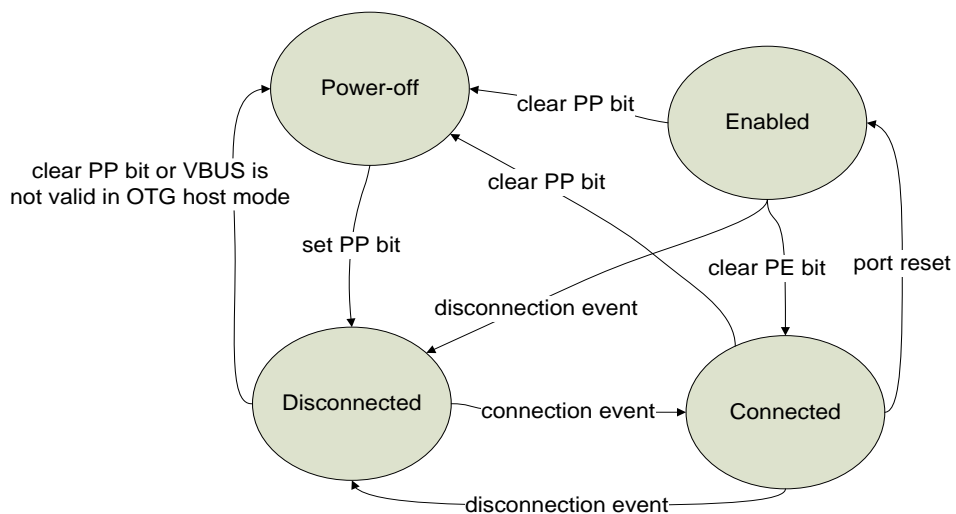 Power-off
Enabled
clear PP bit
clear PP bit or VBUS is
not valid in OTG host mode
clear PP bit
set PP bit
clear PE bit
port reset
disconnection event
Disconnected
connection event
Connected
disconnection event